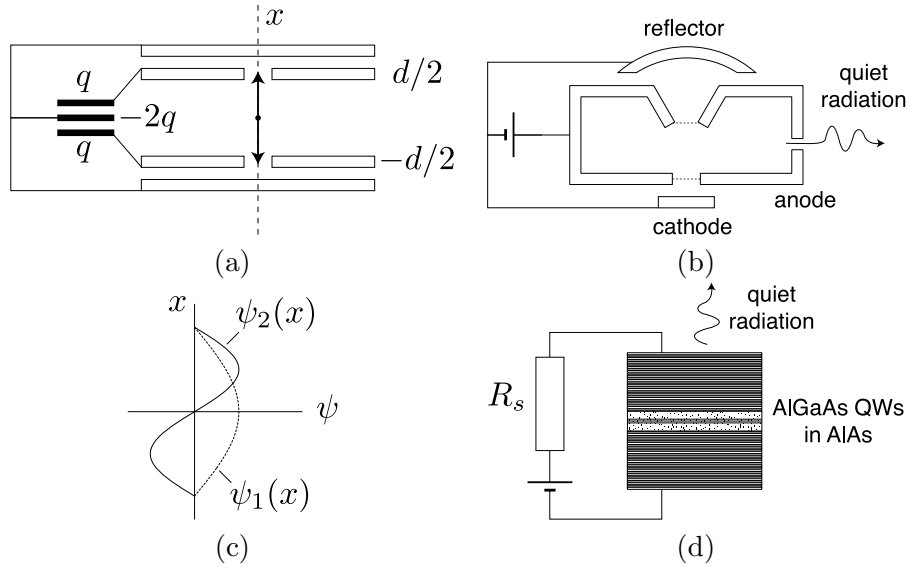 x
q
d/2
−2q
q
−d/2
(a)
reflector
quiet
radiation
cathode
anode
(b)
x
ψ₂(x)
ψ
ψ₁(x)
(c)
quiet
radiation
Rₛ
AlGaAs QWs
in AlAs
(d)